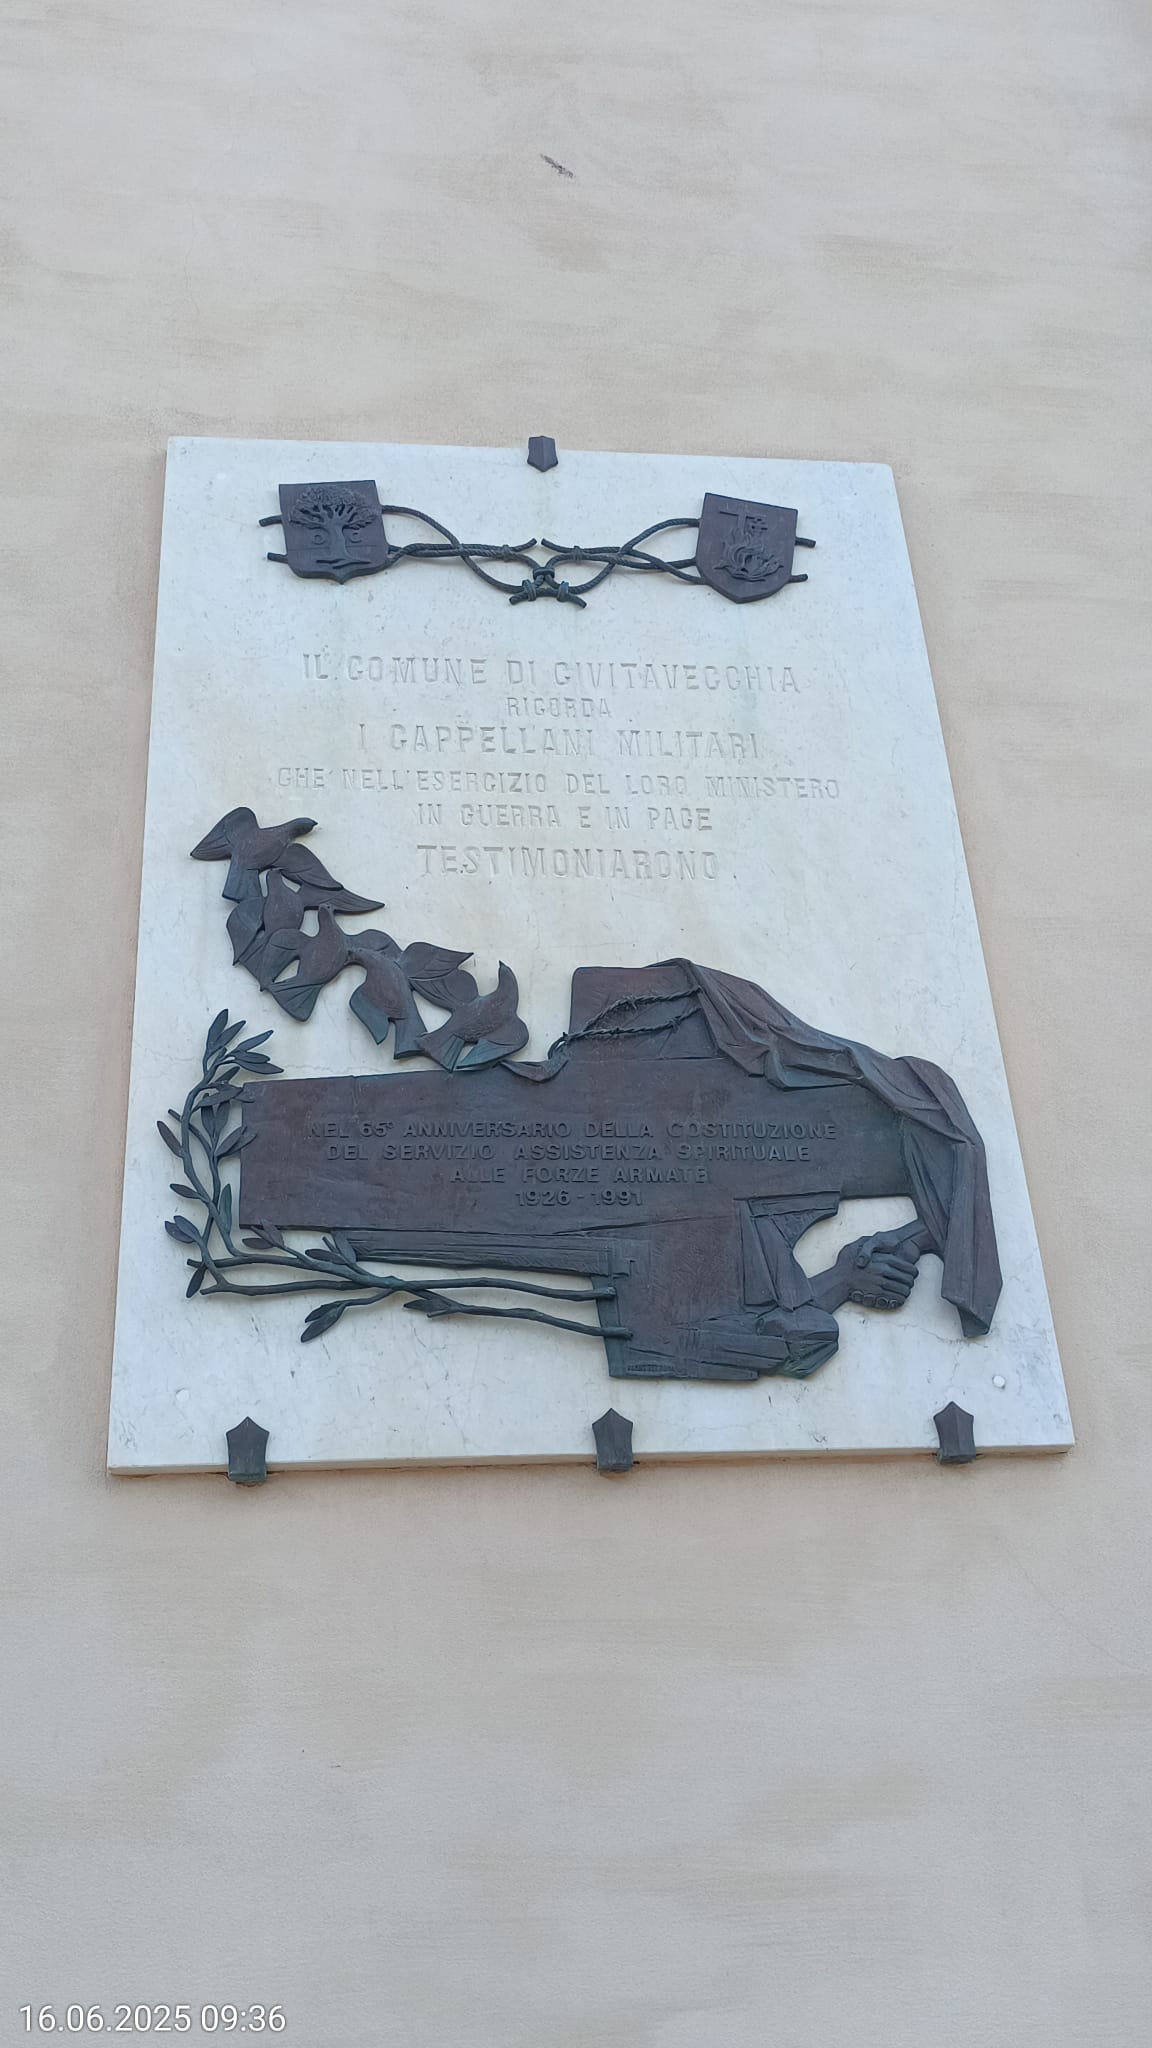 IL COMUNE DI CIVITAVECCHIA
RICORDA
I CAPPELLANI MILITARI
CHE NELL'ESERCIZIO DEL LORO MINISTERO
IN GUERRA E IN PACE
TESTIMONIARONO
NEL 65° ANNIVERSARIO DELLA COSTITUZIONE
DEL SERVIZIO ASSISTENZA SPIRITUALE
ALLE FORZE ARMATE
1926-1991
16.06.2025 09:36